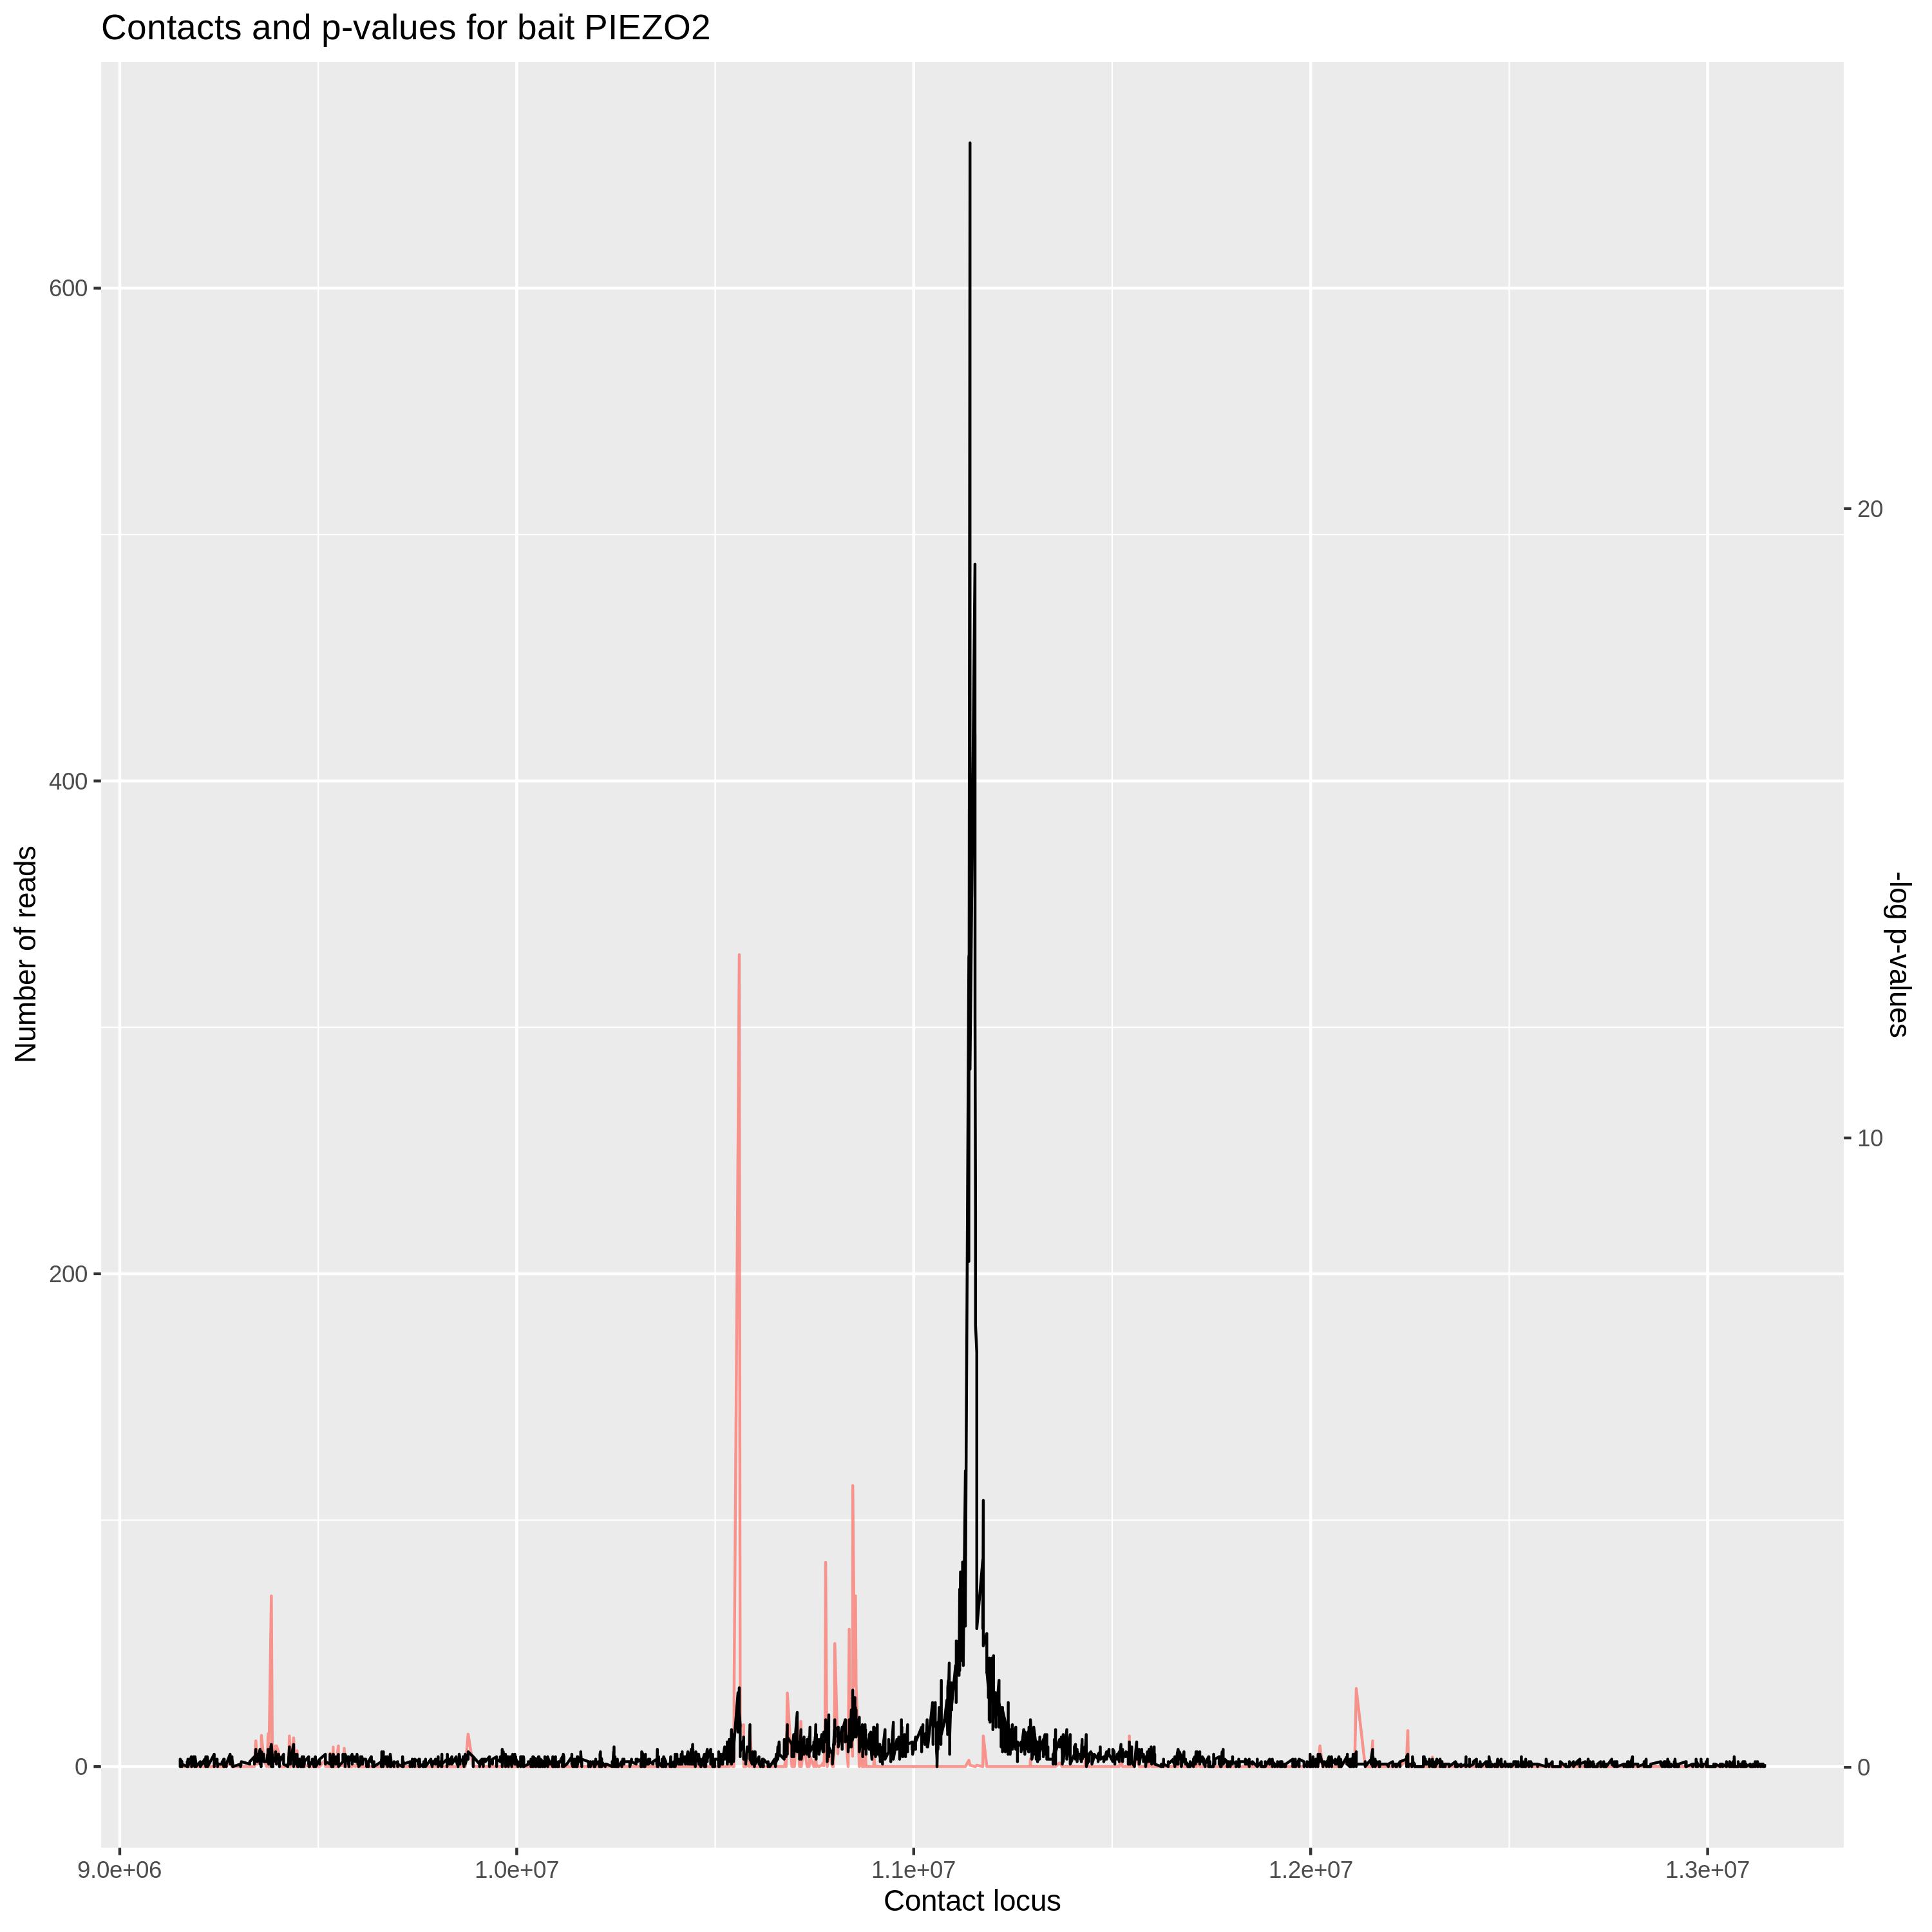 Contacts and p-values for bait PIEZO2
Number of reads
600
400
200
0
-log p-values
20
10
0
9.0e+06 1.0e+07 1.1e+07 1.2e+07 1.3e+07
Contact locus